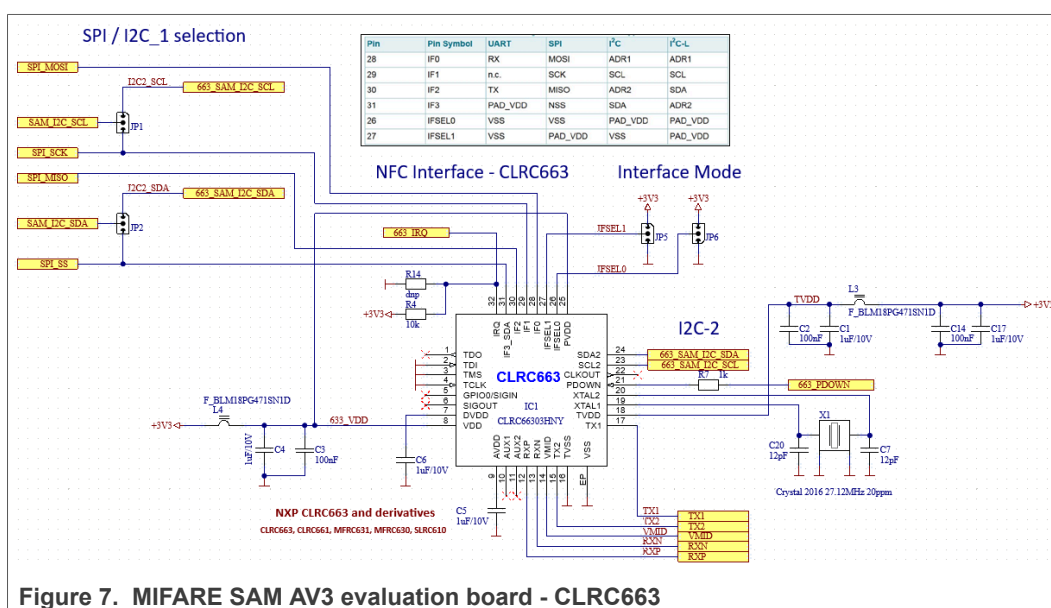 SPI / I2C_1 selection
Pin Pin Symbol UART SPI I²C I²C-L
28 IF0 RX MOSI ADR1 ADR1
29 IF1 n.c. SCK SCL SCL
30 IF2 TX MISO ADR2 SDA
31 IF3 PAD_VDD NSS SDA ADR2
26 IFSEL0 VSS VSS PAD_VDD PAD_VDD
27 IFSEL1 VSS PAD_VDD VSS PAD_VDD
SPI_MOSI
I2C2_SCL 663_SAM_I2C_SCL
SAM_I2C_SCL JP1
SPI_SCK
SPI_MISO
I2C2_SDA 663_SAM_I2C_SDA
SAM_I2C_SDA JP2
SPI_SS
NFC Interface - CLRC663 Interface Mode
+3V3 +3V3
663_IRQ
IFSEL1 JP5 JP6
IFSEL0
R14
dnp
+3V3 R4
10k
32 31 30 29 28 27 26 25
IRQ IF3_SDA IF2 IF1 IF0 IFSEL1 IFSEL0 PVDD
1 TDO
2 TDI
3 TMS
4 TCLK
5 GPIO0/SIGIN
6 SIGOUT
7 DVDD
8 VDD
CLRC663
IC1
CLRC66303HNY
SDA2 24 663_SAM_I2C_SDA
SCL2 23 663_SAM_I2C_SCL
CLKOUT 22
PDOWN 21 R7 1k 663_PDOWN
XTAL2 20
XTAL1 19
TVDD 18
TX1 17
AVDD AUX1 AUX2 RXP RXN VMID TX2 TVSS VSS
9 10 11 12 13 14 15 16 EP
I2C-2
TVDD L3 +3V
F_BLM18PG471SN1D
C2 100nF C1 1uF/10V C14 100nF C17 1uF/10V
X1
C20 12pF C7 12pF
Crystal 2016 27.12MHz 20ppm
F_BLM18PG471SN1D
L4
+3V3 633_VDD
1uF/10V C4 C3 100nF
C6 1uF/10V
C5 1uF/10V
NXP CLRC663 and derivatives
CLRC663, CLRC661, MFRC631, MFRC630, SLRC610
TX1 TX1
TX2 TX2
VMID VMID
RXN RXN
RXP RXP
Figure 7. MIFARE SAM AV3 evaluation board - CLRC663